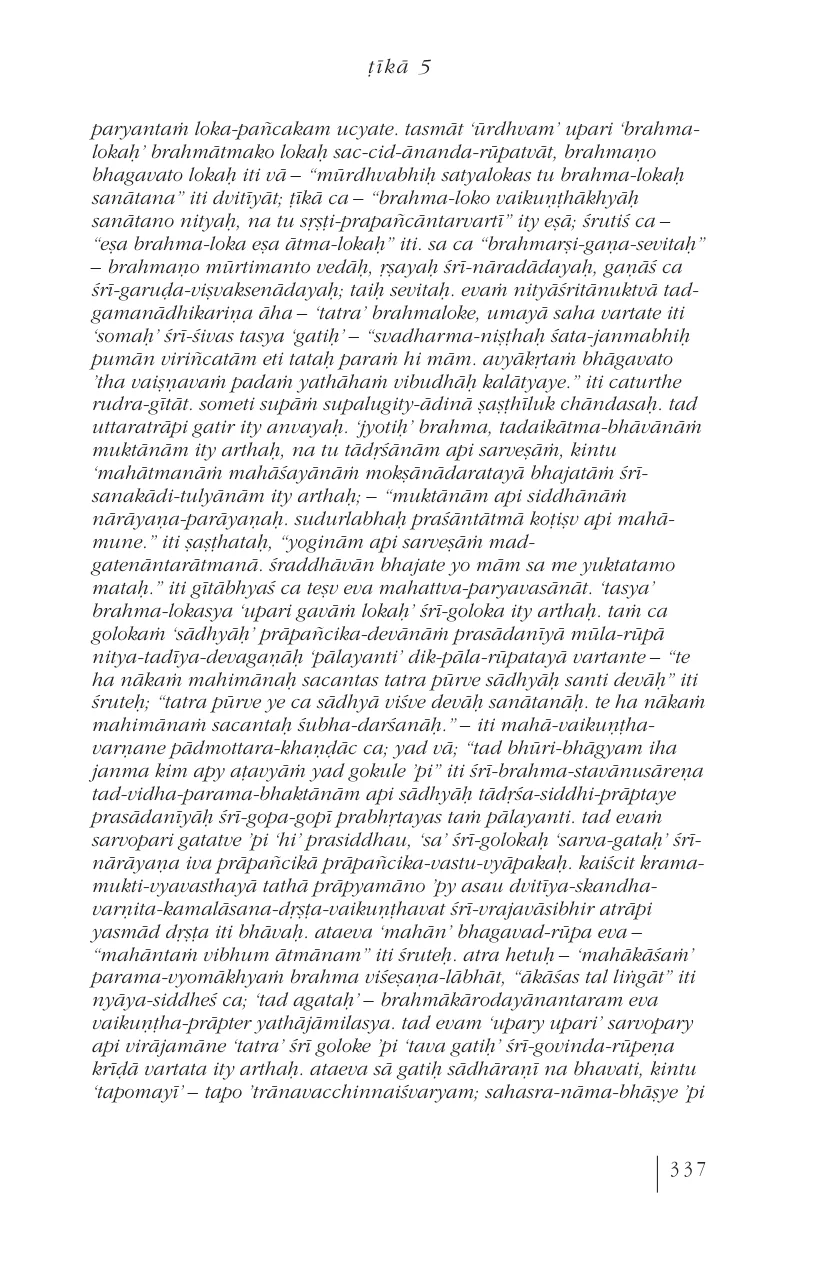 ṭīkā 5
paryantaṁ loka-pañcakam ucyate. tasmāt ‘ūrdhvam’ upari ‘brahma-
lokaḥ’ brahmātmako lokaḥ sac-cid-ānanda-rūpatvāt, brahmaṇo
bhagavato lokaḥ iti vā – “mūrdhvabhiḥ satyalokas tu brahma-lokaḥ
sanātana” iti dvitīyāt; ṭīkā ca – “brahma-loko vaikuṇṭhākhyāḥ
sanātano nityaḥ, na tu sṛṣṭi-prapañcāntarvartī” ity eṣā; śrutiś ca –
“eṣa brahma-loka eṣa ātma-lokaḥ” iti. sa ca “brahmarṣi-gaṇa-sevitaḥ”
– brahmaṇo mūrtimanto vedāḥ, ṛṣayaḥ śrī-nāradādayaḥ, gaṇāś ca
śrī-garuḍa-viṣvaksenādayaḥ; taiḥ sevitaḥ. evaṁ nityāśritānuktvā tad-
gamanādhikariṇa āha – ‘tatra’ brahmaloke, umayā saha vartate iti
‘somaḥ’ śrī-śivas tasya ‘gatiḥ’ – “svadharma-niṣṭhaḥ śata-janmabhiḥ
pumān viriñcatām eti tataḥ paraṁ hi mām. avyākṛtaṁ bhāgavato
’tha vaiṣṇavaṁ padaṁ yathāhaṁ vibudhāḥ kalātyaye.” iti caturthe
rudra-gītāt. someti supāṁ supalugity-ādinā ṣaṣṭhīluk chāndasaḥ. tad
uttaratrāpi gatir ity anvayaḥ. ‘jyotiḥ’ brahma, tadaikātma-bhāvānāṁ
muktānām ity arthaḥ, na tu tādṛśānām api sarveṣāṁ, kintu
‘mahātmanāṁ mahāśayānāṁ mokṣānādaratayā bhajatāṁ śrī-
sanakādi-tulyānām ity arthaḥ; – “muktānām api siddhānāṁ
nārāyaṇa-parāyaṇaḥ. sudurlabhaḥ praśāntātmā koṭiṣv api mahā-
mune.” iti ṣaṣṭhataḥ, “yoginām api sarveṣāṁ mad-
gatenāntarātmanā. śraddhāvān bhajate yo mām sa me yuktatamo
mataḥ.” iti gītābhyaś ca teṣv eva mahattva-paryavasānāt. ‘tasya’
brahma-lokasya ‘upari gavāṁ lokaḥ’ śrī-goloka ity arthaḥ. taṁ ca
golokaṁ ‘sādhyāḥ’ prāpañcika-devānāṁ prasādanīyā mūla-rūpā
nitya-tadīya-devagaṇāḥ ‘pālayanti’ dik-pāla-rūpatayā vartante – “te
ha nākaṁ mahimānaḥ sacantas tatra pūrve sādhyāḥ santi devāḥ” iti
śruteḥ; “tatra pūrve ye ca sādhyā viśve devāḥ sanātanāḥ. te ha nākaṁ
mahimānaṁ sacantaḥ śubha-darśanāḥ.” – iti mahā-vaikuṇṭha-
varṇane pādmottara-khaṇḍāc ca; yad vā; “tad bhūri-bhāgyam iha
janma kim apy aṭavyāṁ yad gokule ’pi” iti śrī-brahma-stavānusāreṇa
tad-vidha-parama-bhaktānām api sādhyāḥ tādṛśa-siddhi-prāptaye
prasādanīyāḥ śrī-gopa-gopī prabhṛtayas taṁ pālayanti. tad evaṁ
sarvopari gatatve ’pi ‘hi’ prasiddhau, ‘sa’ śrī-golokaḥ ‘sarva-gataḥ’ śrī-
nārāyaṇa iva prāpañcikā prāpañcika-vastu-vyāpakaḥ. kaiścit krama-
mukti-vyavasthayā tathā prāpyamāno ’py asau dvitīya-skandha-
varṇita-kamalāsana-dṛṣṭa-vaikuṇṭhavat śrī-vrajavāsibhir atrāpi
yasmād dṛṣṭa iti bhāvaḥ. ataeva ‘mahān’ bhagavad-rūpa eva –
“mahāntaṁ vibhum ātmānam” iti śruteḥ. atra hetuḥ – ‘mahākāśaṁ’
parama-vyomākhyaṁ brahma viśeṣaṇa-lābhāt, “ākāśas tal liṅgāt” iti
nyāya-siddheś ca; ‘tad agataḥ’ – brahmākārodayānantaram eva
vaikuṇṭha-prāpter yathājāmilasya. tad evam ‘upary upari’ sarvopary
api virājamāne ‘tatra’ śrī goloke ’pi ‘tava gatiḥ’ śrī-govinda-rūpeṇa
krīḍā vartata ity arthaḥ. ataeva sā gatiḥ sādhāraṇī na bhavati, kintu
‘tapomayī’ – tapo ’trānavacchinnaiśvaryam; sahasra-nāma-bhāṣye ’pi
337